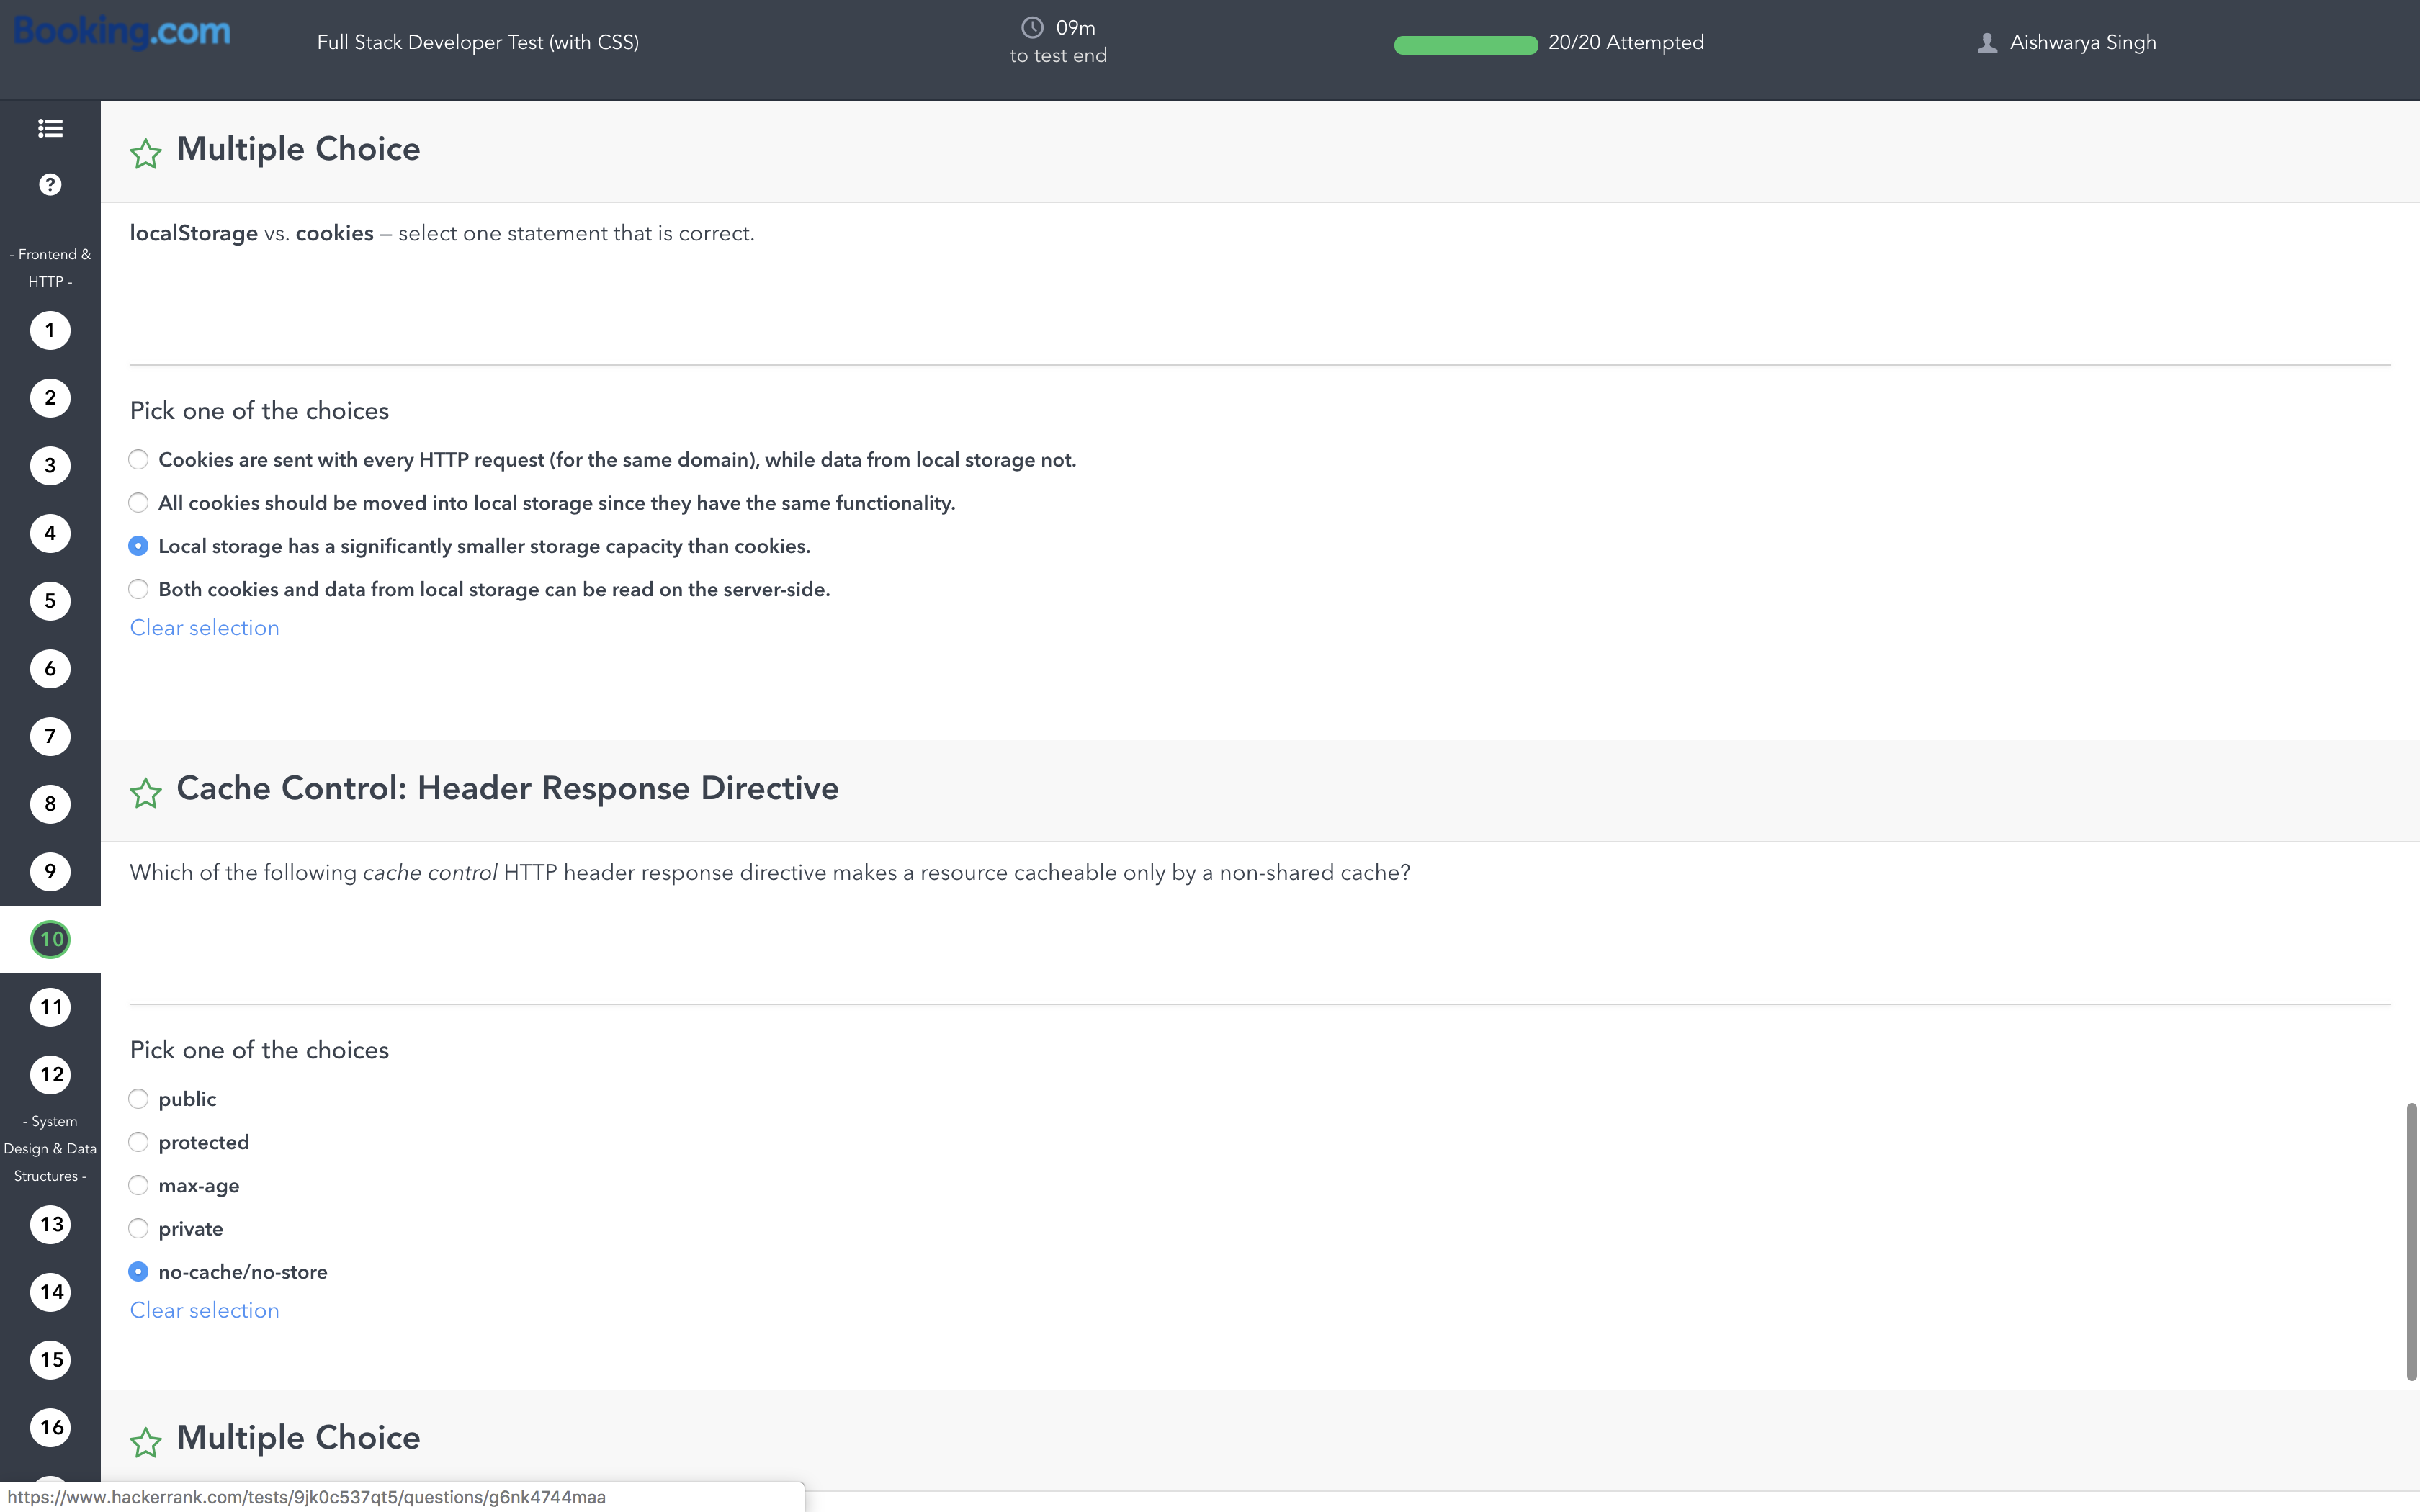 Booking.com
Full Stack Developer Test (with CSS)
09m
to test end
20/20 Attempted
Aishwarya Singh
?
- Frontend &
HTTP -
1
2
3
4
5
6
7
8
9
10
11
12
- System
Design & Data
Structures -
13
14
15
16
Multiple Choice
localStorage vs. cookies – select one statement that is correct.
Pick one of the choices
Cookies are sent with every HTTP request (for the same domain), while data from local storage not.
All cookies should be moved into local storage since they have the same functionality.
Local storage has a significantly smaller storage capacity than cookies.
Both cookies and data from local storage can be read on the server-side.
Clear selection
Cache Control: Header Response Directive
Which of the following cache control HTTP header response directive makes a resource cacheable only by a non-shared cache?
Pick one of the choices
public
protected
max-age
private
no-cache/no-store
Clear selection
Multiple Choice
https://www.hackerrank.com/tests/9jk0c537qt5/questions/g6nk4744maa